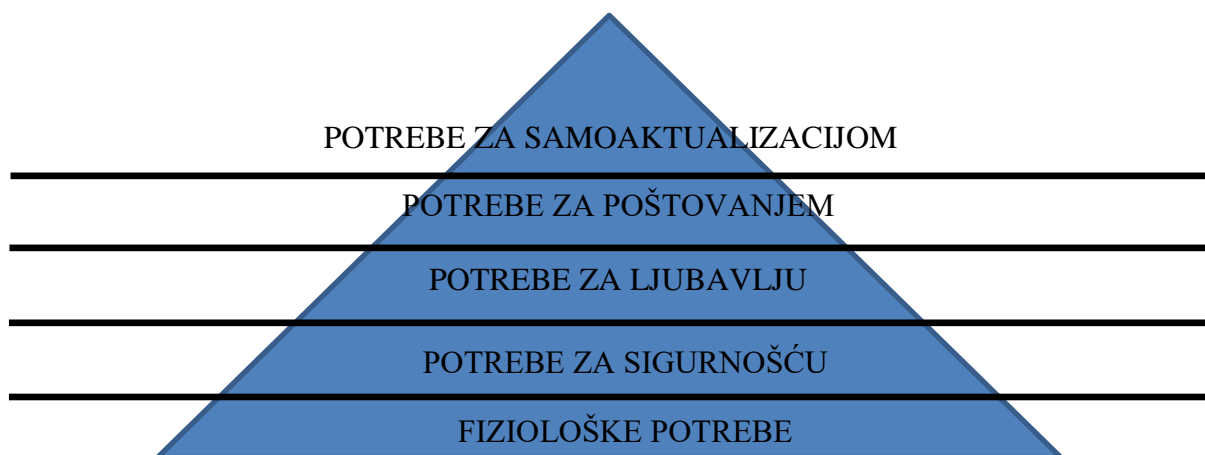 POTREBE ZA SAMOAKTUALIZACIJOM
POTREBE ZA POŠTOVANJEM
POTREBE ZA LJUBAVLJU
POTREBE ZA SIGURNOŠĆU
FIZIOLOŠKE POTREBE